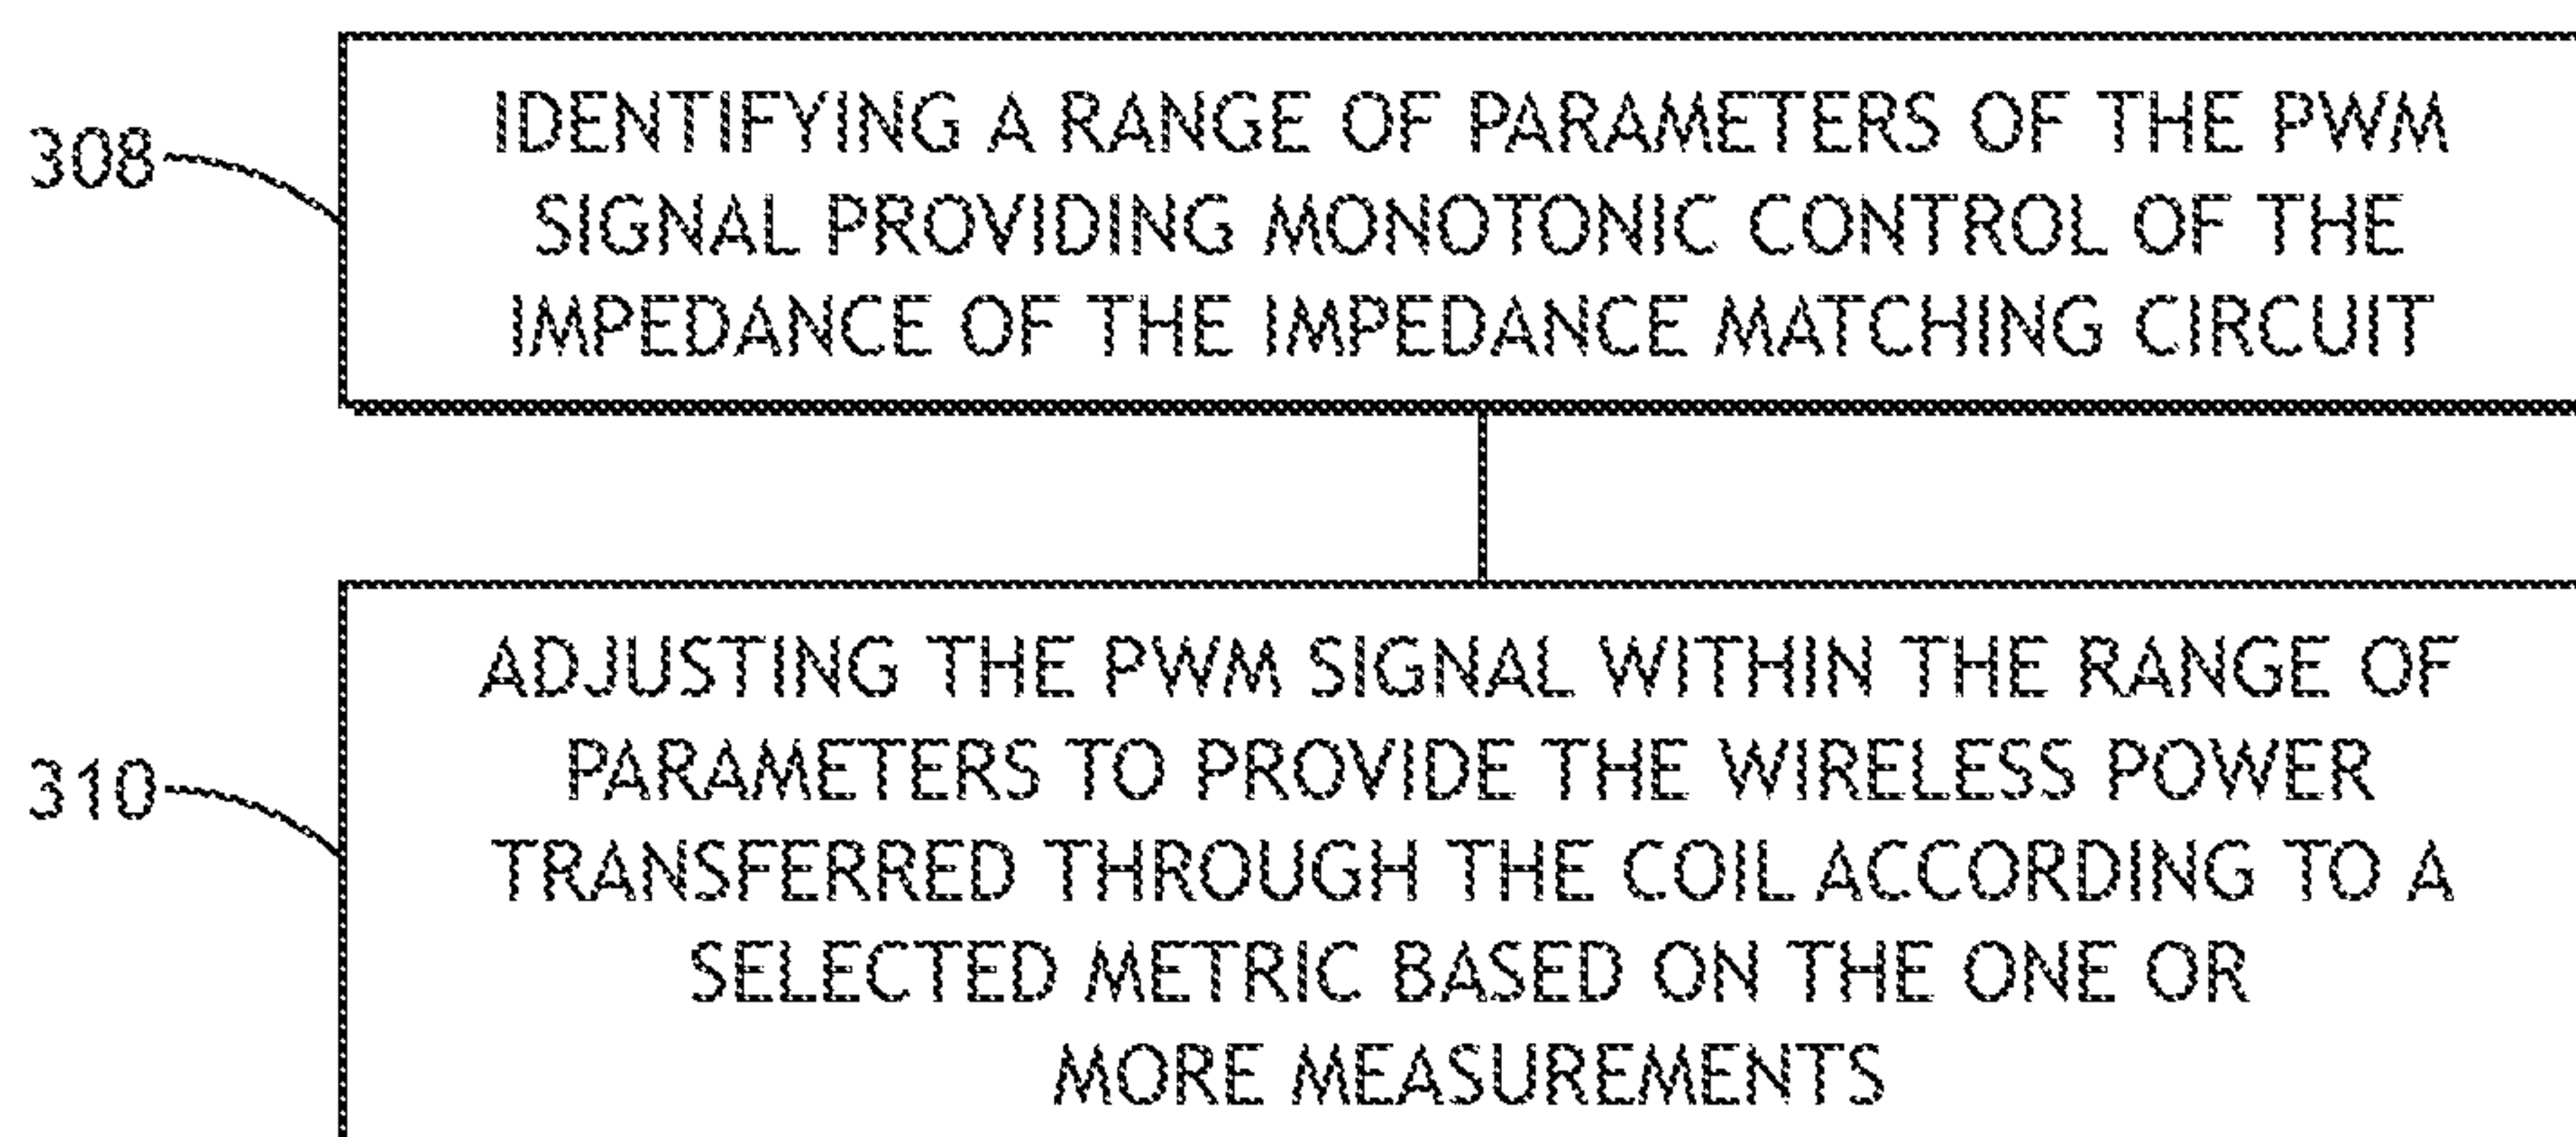 308
IDENTIFYING A RANGE OF PARAMETERS OF THE PWM
SIGNAL PROVIDING MONOTONIC CONTROL OF THE
IMPEDANCE OF THE IMPEDANCE MATCHING CIRCUIT
310
ADJUSTING THE PWM SIGNAL WITHIN THE RANGE OF
PARAMETERS TO PROVIDE THE WIRELESS POWER
TRANSFERRED THROUGH THE COIL ACCORDING TO A
SELECTED METRIC BASED ON THE ONE OR
MORE MEASUREMENTS